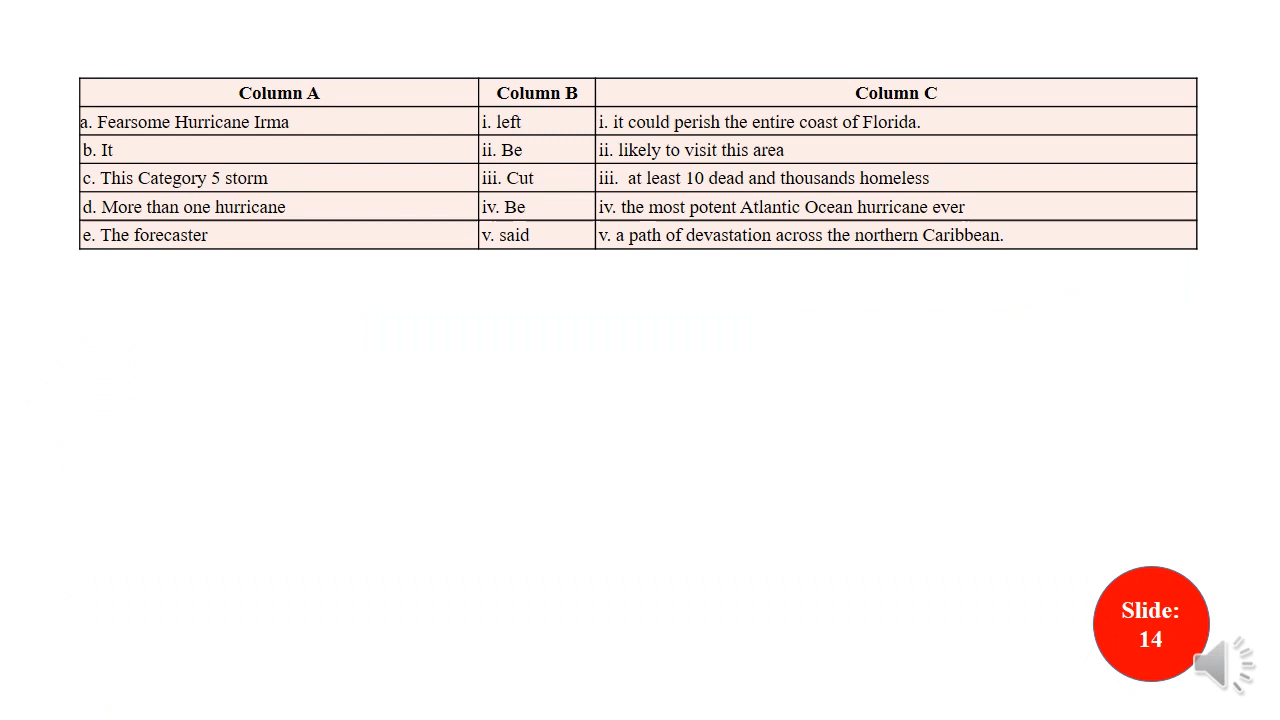 Column A Column B Column C
a. Fearsome Hurricane Irma i. left i. it could perish the entire coast of Florida.
b. It ii. Be ii. likely to visit this area
c. This Category 5 storm iii. Cut iii. at least 10 dead and thousands homeless
d. More than one hurricane iv. Be iv. the most potent Atlantic Ocean hurricane ever
e. The forecaster v. said v. a path of devastation across the northern Caribbean.
Slide:
14